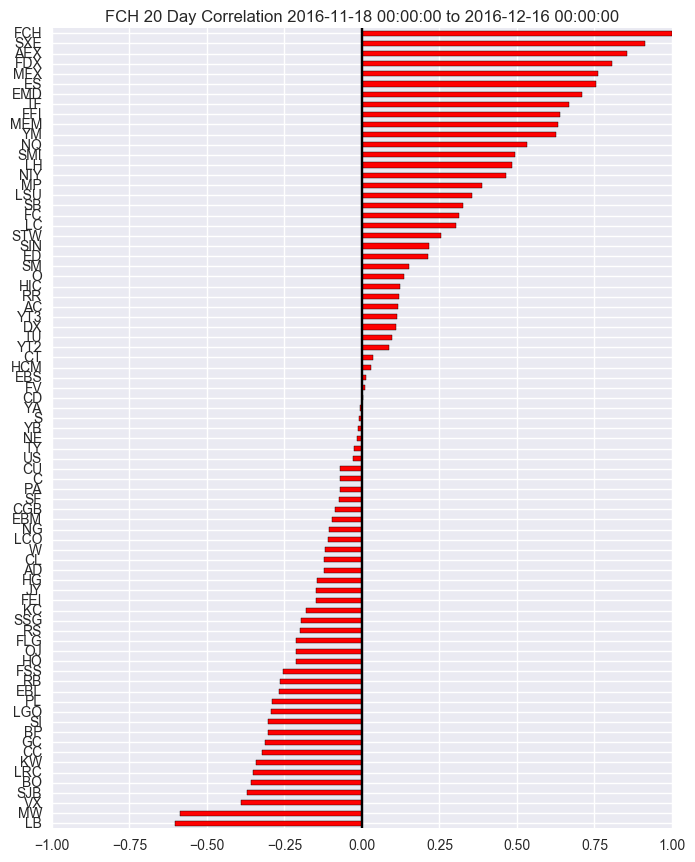 FCH 20 Day Correlation 2016-11-18 00:00:00 to 2016-12-16 00:00:00
FCH
SXE
AEX
FDX
MFX
ES
EMD
TF
FFI
MEM
YM
NQ
SMI
LH
NIY
MP
LSU
SB
FC
LC
STW
SIN
ED
SM
O
HIC
RR
AC
YT3
DX
TU
YT2
CT
HCM
EBS
FV
CD
YA
S
YB
NE
TY
US
CU
C
PA
SF
CGB
EBM
NG
LCO
W
CL
AD
HG
JY
FEI
KC
SSG
RS
FLG
OJ
HO
FSS
RB
EBL
PL
LGO
SI
BP
GC
CC
KW
LRC
BO
SJB
VX
MW
LB
−1.00 −0.75 −0.50 −0.25 0.00 0.25 0.50 0.75 1.00